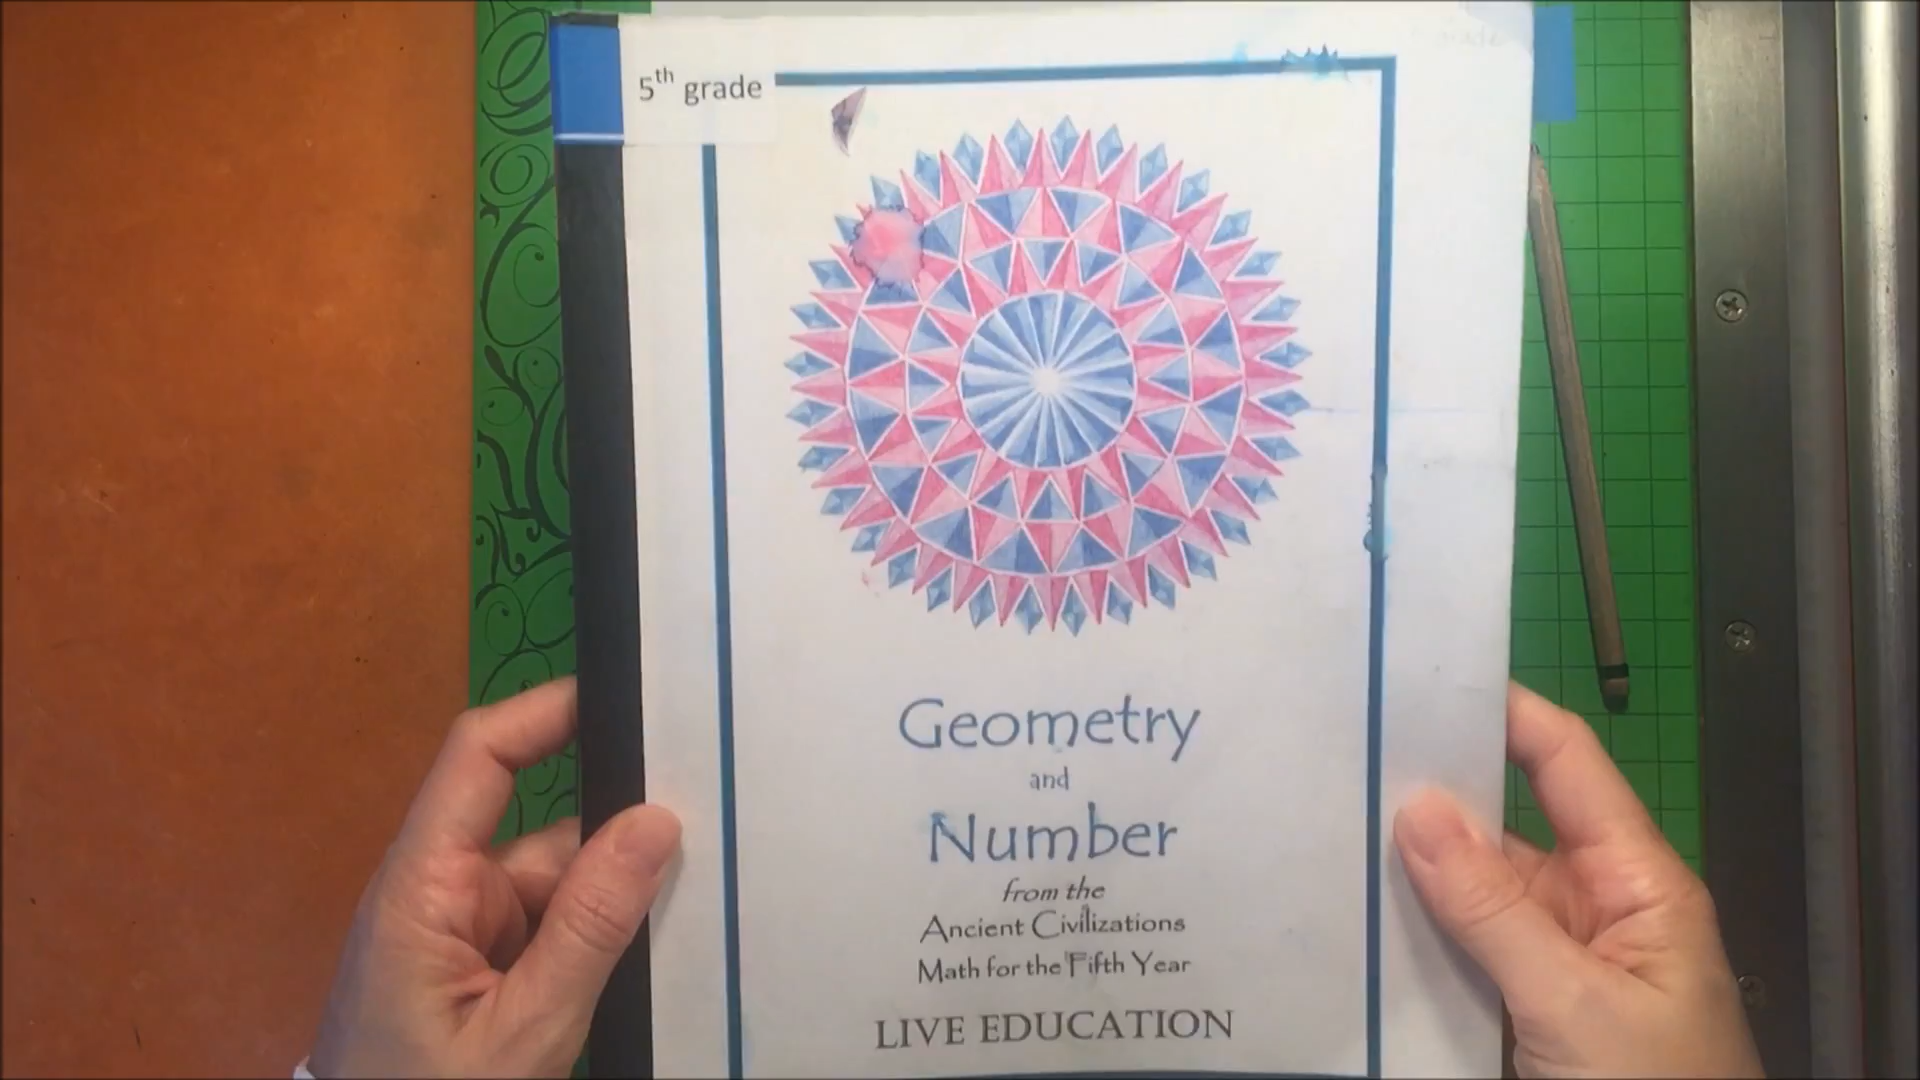 5th grade
Geometry
and
Number
from the
Ancient Civilizations
Math for the Fifth Year
LIVE EDUCATION